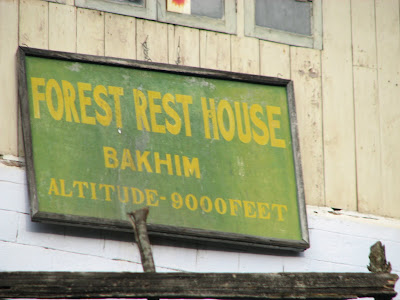 FOREST REST HOUSE
BAKHIM
ALTITUDE-9000FEET